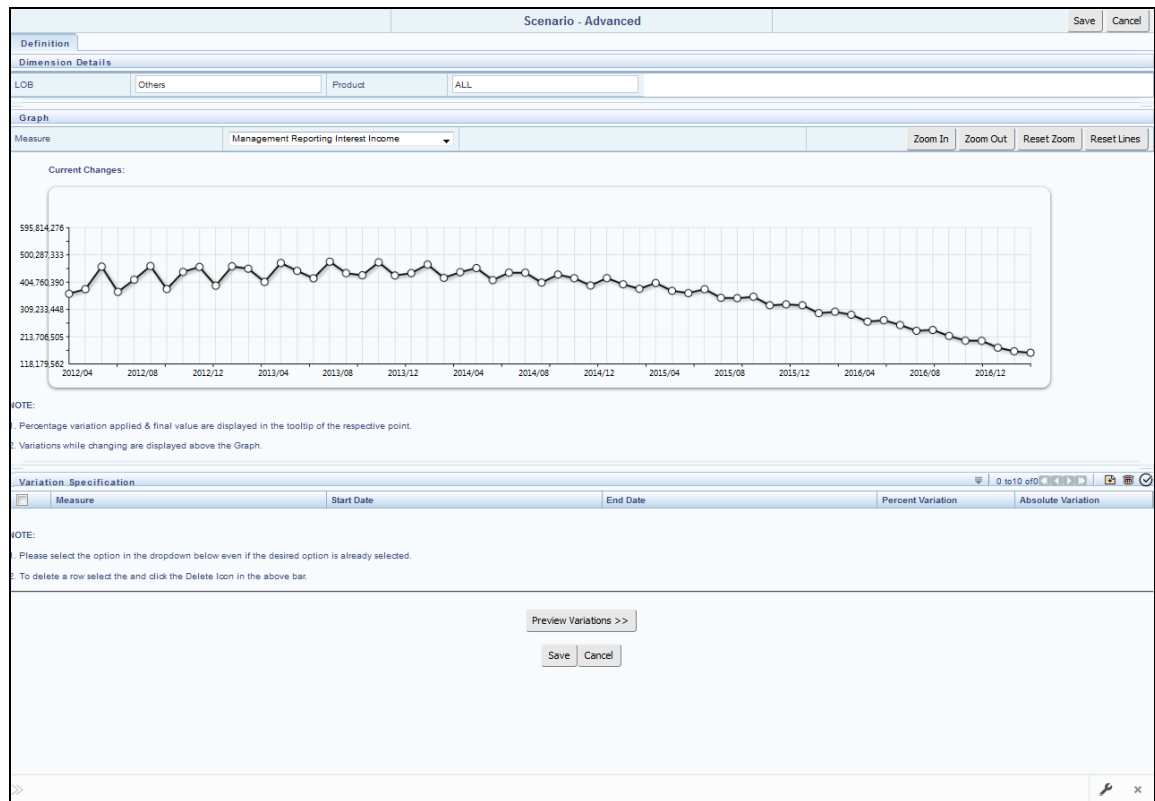 Scenario - Advanced Save Cancel
Definition
Dimension Details
LOB Others Product ALL
Graph
Measure Management Reporting Interest Income Zoom In Zoom Out Reset Zoom Reset Lines
Current Changes:
595,814,276
500,287,333
404,760,390
309,233,448
213,706,505
118,179,562
2012/04 2012/08 2012/12 2013/04 2013/08 2013/12 2014/04 2014/08 2014/12 2015/04 2015/08 2015/12 2016/04 2016/08 2016/12
NOTE:
1. Percentage variation applied & final value are displayed in the tooltip of the respective point.
2. Variations while changing are displayed above the Graph.
Variation Specification 0 to10 of0
Measure Start Date End Date Percent Variation Absolute Variation
NOTE:
1. Please select the option in the dropdown below even if the desired option is already selected.
2. To delete a row select the and click the Delete Icon in the above bar.
Preview Variations >>
Save Cancel